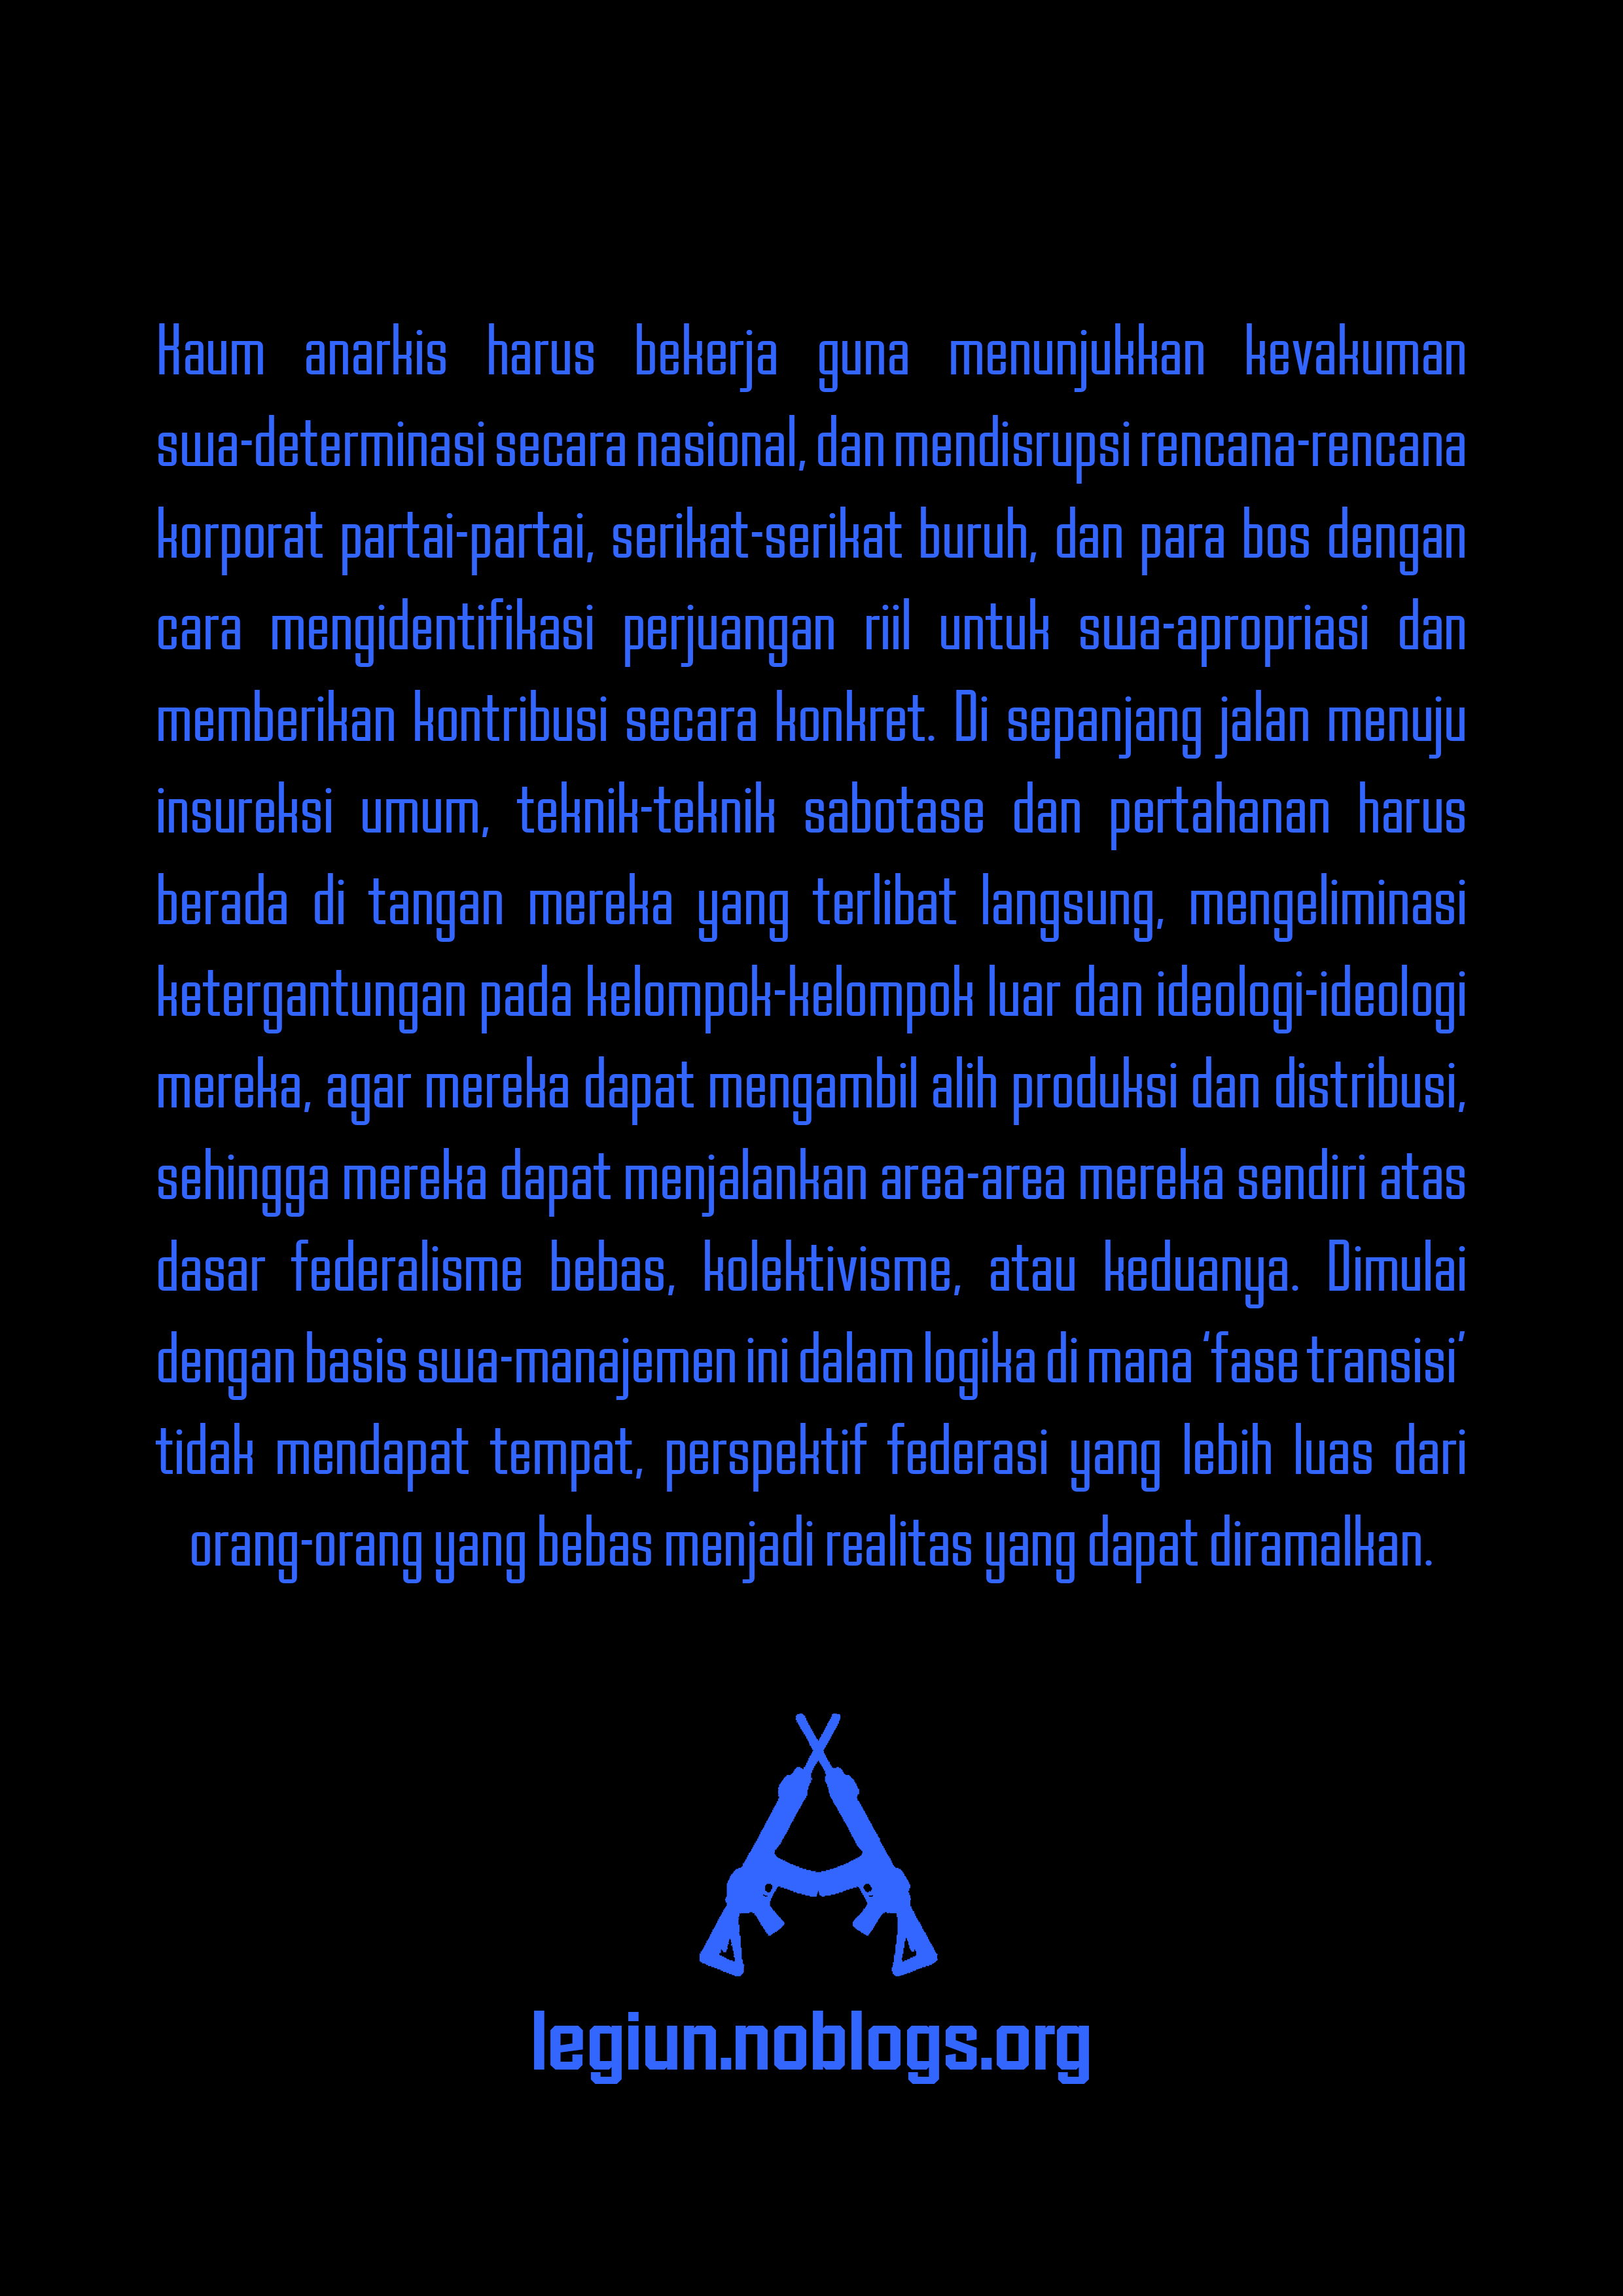 Kaum anarkis harus bekerja guna menunjukkan kevakuman
swa-determinasi secara nasional, dan mendisrupsi rencana-rencana
korporat partai-partai, serikat-serikat buruh, dan para bos dengan
cara mengidentifikasi perjuangan riil untuk swa-apropriasi dan
memberikan kontribusi secara konkret. Di sepanjang jalan menuju
insureksi umum, teknik-teknik sabotase dan pertahanan harus
berada di tangan mereka yang terlibat langsung, mengeliminasi
ketergantungan pada kelompok-kelompok luar dan ideologi-ideologi
mereka, agar mereka dapat mengambil alih produksi dan distribusi,
sehingga mereka dapat menjalankan area-area mereka sendiri atas
dasar federalisme bebas, kolektivisme, atau keduanya. Dimulai
dengan basis swa-manajemen ini dalam logika di mana ‘fase transisi’
tidak mendapat tempat, perspektif federasi yang lebih luas dari
orang-orang yang bebas menjadi realitas yang dapat diramalkan.
legiun.noblogs.org